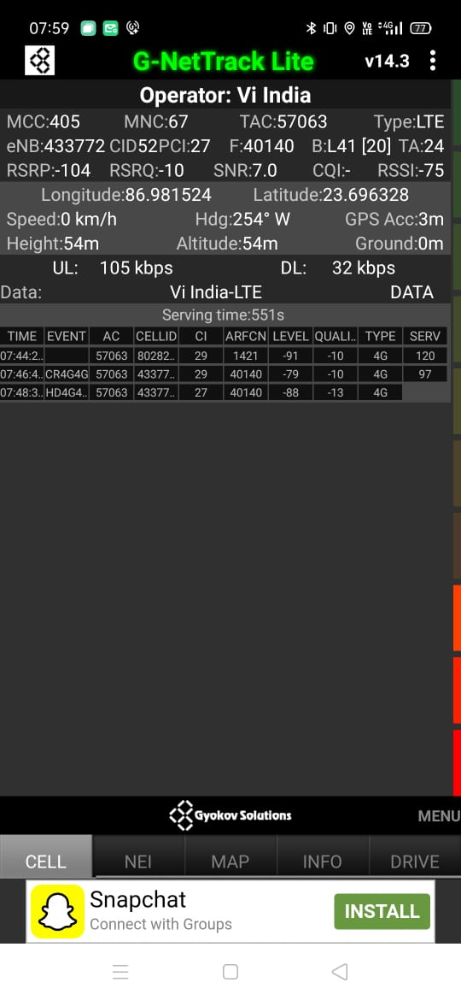 07:59 Vo LTE 4G 77
G-NetTrack Lite v14.3
Operator: Vi India
MCC:405 MNC:67 TAC:57063 Type:LTE
eNB:433772 CID52PCI:27 F:40140 B:L41 [20] TA:24
RSRP:-104 RSRQ:-10 SNR:7.0 CQI:- RSSI:-75
Longitude:86.981524 Latitude:23.696328
Speed:0 km/h Hdg:254° W GPS Acc:3m
Height:54m Altitude:54m Ground:0m
UL: 105 kbps DL: 32 kbps
Data: Vi India-LTE DATA
Serving time:551s
TIME EVENT AC CELLID CI ARFCN LEVEL QUALI.. TYPE SERV
07:44:2.. 57063 80282.. 29 1421 -91 -10 4G 120
07:46:4.. CR4G4G 57063 43377.. 29 40140 -79 -10 4G 97
07:48:3.. HD4G4.. 57063 43377.. 27 40140 -88 -13 4G
Gyokov Solutions MENU
CELL NEI MAP INFO DRIVE
Snapchat
Connect with Groups
INSTALL